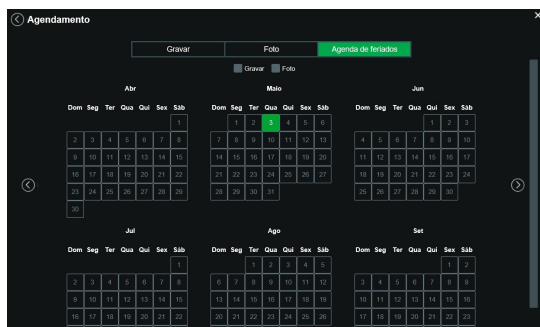 Agendamento
Gravar Foto Agenda de feriados
Gravar Foto
Abr Maio Jun
Dom Seg Ter Qua Qui Sex Sáb Dom Seg Ter Qua Qui Sex Sáb Dom Seg Ter Qua Qui Sex Sáb
1 1 2 3 4 5 6 1 2 3
2 3 4 5 6 7 8 7 8 9 10 11 12 13 4 5 6 7 8 9 10
9 10 11 12 13 14 15 14 15 16 17 18 19 20 11 12 13 14 15 16 17
16 17 18 19 20 21 22 21 22 23 24 25 26 27 18 19 20 21 22 23 24
23 24 25 26 27 28 29 28 29 30 31 25 26 27 28 29 30
30
Jul Ago Set
Dom Seg Ter Qua Qui Sex Sáb Dom Seg Ter Qua Qui Sex Sáb Dom Seg Ter Qua Qui Sex Sáb
1 1 2 3 4 5 1 2
2 3 4 5 6 7 8 6 7 8 9 10 11 12 3 4 5 6 7 8 9
9 10 11 12 13 14 15 13 14 15 16 17 18 19 10 11 12 13 14 15 16
16 17 18 19 20 21 22 20 21 22 23 24 25 26 17 18 19 20 21 22 23